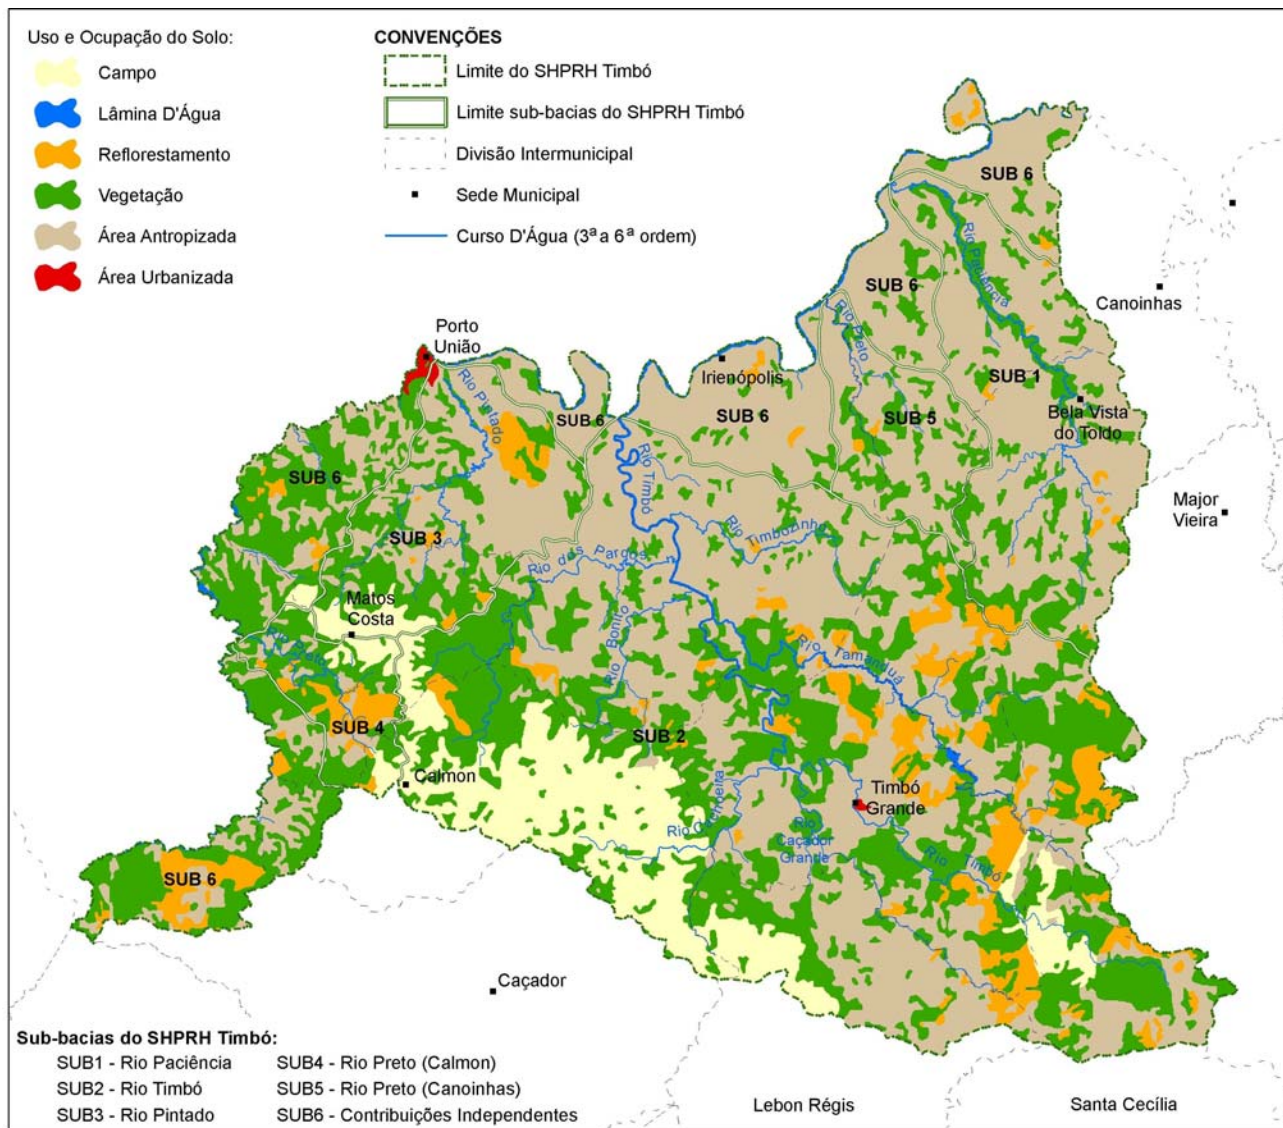 Uso e Ocupação do Solo:
Campo
Lâmina D'Água
Reflorestamento
Vegetação
Área Antropizada
Área Urbanizada
CONVENÇÕES
Limite do SHPRH Timbó
Limite sub-bacias do SHPRH Timbó
Divisão Intermunicipal
Sede Municipal
Curso D'Água (3ª a 6ª ordem)
SUB 6
Rio Paciência
SUB 6
Canoinhas
Rio Preto
Porto
União
Irienópolis
SUB 1
Rio Pintado
SUB 6
SUB 6
SUB 5
Bela Vista
do Toldo
SUB 6
Rio Timbó
Major
Vieira
Rio Timbozinho
SUB 3
Rio dos Pardos
Matos
Costa
Rio Bonito
Rio Preto
Rio Tamanduá
SUB 4
SUB 2
Calmon
Timbó
Grande
Rio Cachoeira
Rio
Caçador
Grande
Rio Timbó
SUB 6
Caçador
Sub-bacias do SHPRH Timbó:
SUB1 - Rio Paciência
SUB2 - Rio Timbó
SUB3 - Rio Pintado
SUB4 - Rio Preto (Calmon)
SUB5 - Rio Preto (Canoinhas)
SUB6 - Contribuições Independentes
Lebon Régis
Santa Cecília